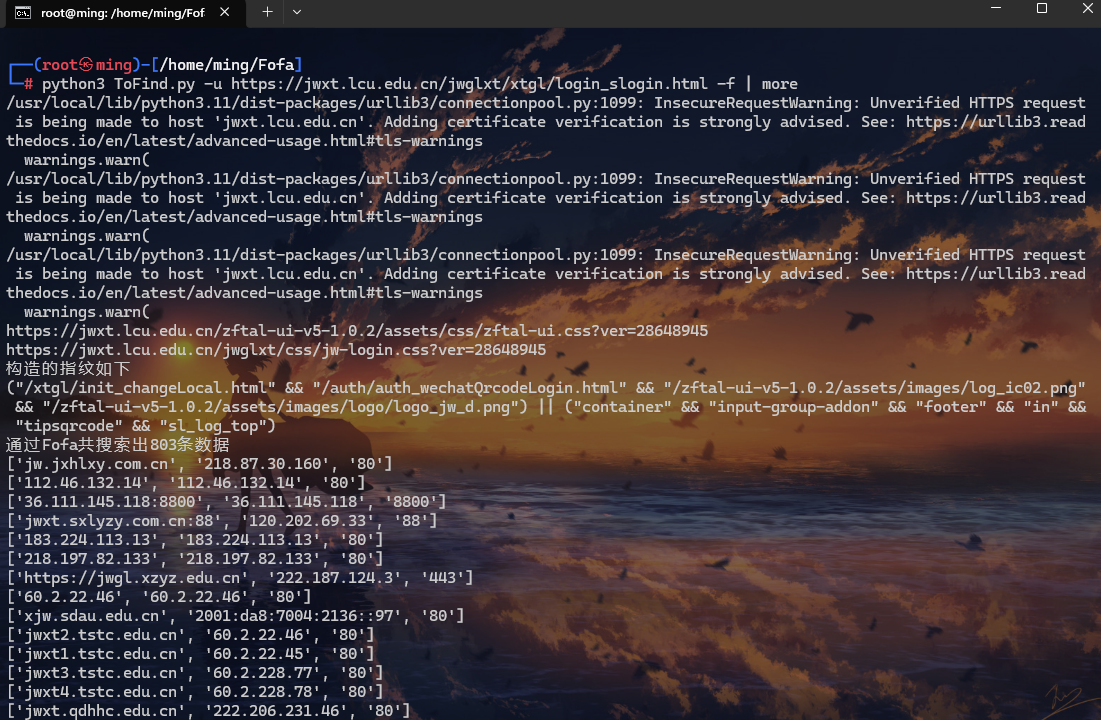 root@ming: /home/ming/Fof
┌──(root㉿ming)-[/home/ming/Fofa]
└─# python3 ToFind.py -u https://jwxt.lcu.edu.cn/jwglxt/xtgl/login_slogin.html -f | more
/usr/local/lib/python3.11/dist-packages/urllib3/connectionpool.py:1099: InsecureRequestWarning: Unverified HTTPS request
is being made to host 'jwxt.lcu.edu.cn'. Adding certificate verification is strongly advised. See: https://urllib3.read
thedocs.io/en/latest/advanced-usage.html#tls-warnings
warnings.warn(
/usr/local/lib/python3.11/dist-packages/urllib3/connectionpool.py:1099: InsecureRequestWarning: Unverified HTTPS request
is being made to host 'jwxt.lcu.edu.cn'. Adding certificate verification is strongly advised. See: https://urllib3.read
thedocs.io/en/latest/advanced-usage.html#tls-warnings
warnings.warn(
/usr/local/lib/python3.11/dist-packages/urllib3/connectionpool.py:1099: InsecureRequestWarning: Unverified HTTPS request
is being made to host 'jwxt.lcu.edu.cn'. Adding certificate verification is strongly advised. See: https://urllib3.read
thedocs.io/en/latest/advanced-usage.html#tls-warnings
warnings.warn(
https://jwxt.lcu.edu.cn/zftal-ui-v5-1.0.2/assets/css/zftal-ui.css?ver=28648945
https://jwxt.lcu.edu.cn/jwglxt/css/jw-login.css?ver=28648945
构造的指纹如下
("/xtgl/init_changeLocal.html" && "/auth/auth_wechatQrcodeLogin.html" && "/zftal-ui-v5-1.0.2/assets/images/log_ic02.png"
&& "/zftal-ui-v5-1.0.2/assets/images/logo/logo_jw_d.png") || ("container" && "input-group-addon" && "footer" && "in" &&
"tipsqrcode" && "sl_log_top")
通过Fofa共搜索出803条数据
['jw.jxhlxy.com.cn', '218.87.30.160', '80']
['112.46.132.14', '112.46.132.14', '80']
['36.111.145.118:8800', '36.111.145.118', '8800']
['jwxt.sxlyzy.com.cn:88', '120.202.69.33', '88']
['183.224.113.13', '183.224.113.13', '80']
['218.197.82.133', '218.197.82.133', '80']
['https://jwgl.xzyz.edu.cn', '222.187.124.3', '443']
['60.2.22.46', '60.2.22.46', '80']
['xjw.sdau.edu.cn', '2001:da8:7004:2136::97', '80']
['jwxt2.tstc.edu.cn', '60.2.22.46', '80']
['jwxt1.tstc.edu.cn', '60.2.22.45', '80']
['jwxt3.tstc.edu.cn', '60.2.228.77', '80']
['jwxt4.tstc.edu.cn', '60.2.228.78', '80']
['jwxt.qdhhc.edu.cn', '222.206.231.46', '80']